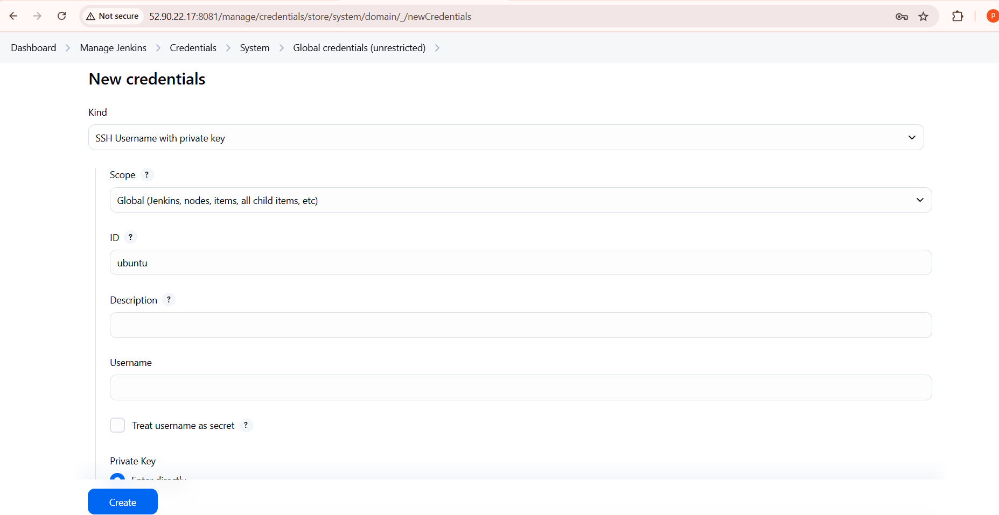 Not secure 52.90.22.17:8081/manage/credentials/store/system/domain/_/newCredentials
P
Dashboard > Manage Jenkins > Credentials > System > Global credentials (unrestricted) >
New credentials
Kind
SSH Username with private key
Scope ?
Global (Jenkins, nodes, items, all child items, etc)
ID ?
ubuntu
Description ?
Username
Treat username as secret ?
Private Key
Enter directly
Create